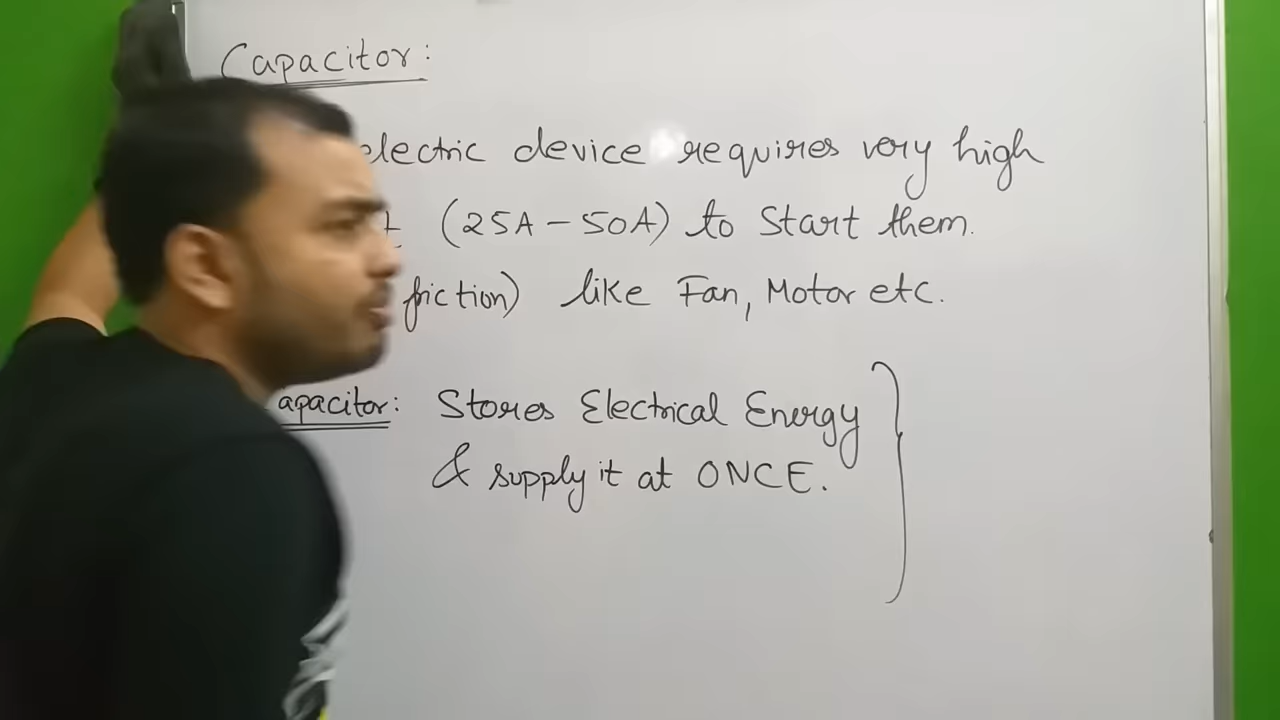 Capacitor:
electric device requires very high
(25A - 50A) to Start them.
friction) like Fan, Motor etc.
apacitor: Stores Electrical Energy
& supply it at ONCE.